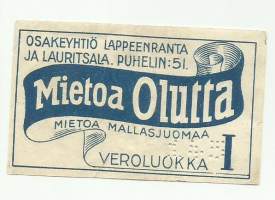 OSAKEYHTIÖ LAPPEENRANTA
JA LAURITSALA. PUHELIN: 51.
Mietoa Olutta
MIETOA MALLASJUOMAA
VEROLUOKKA I